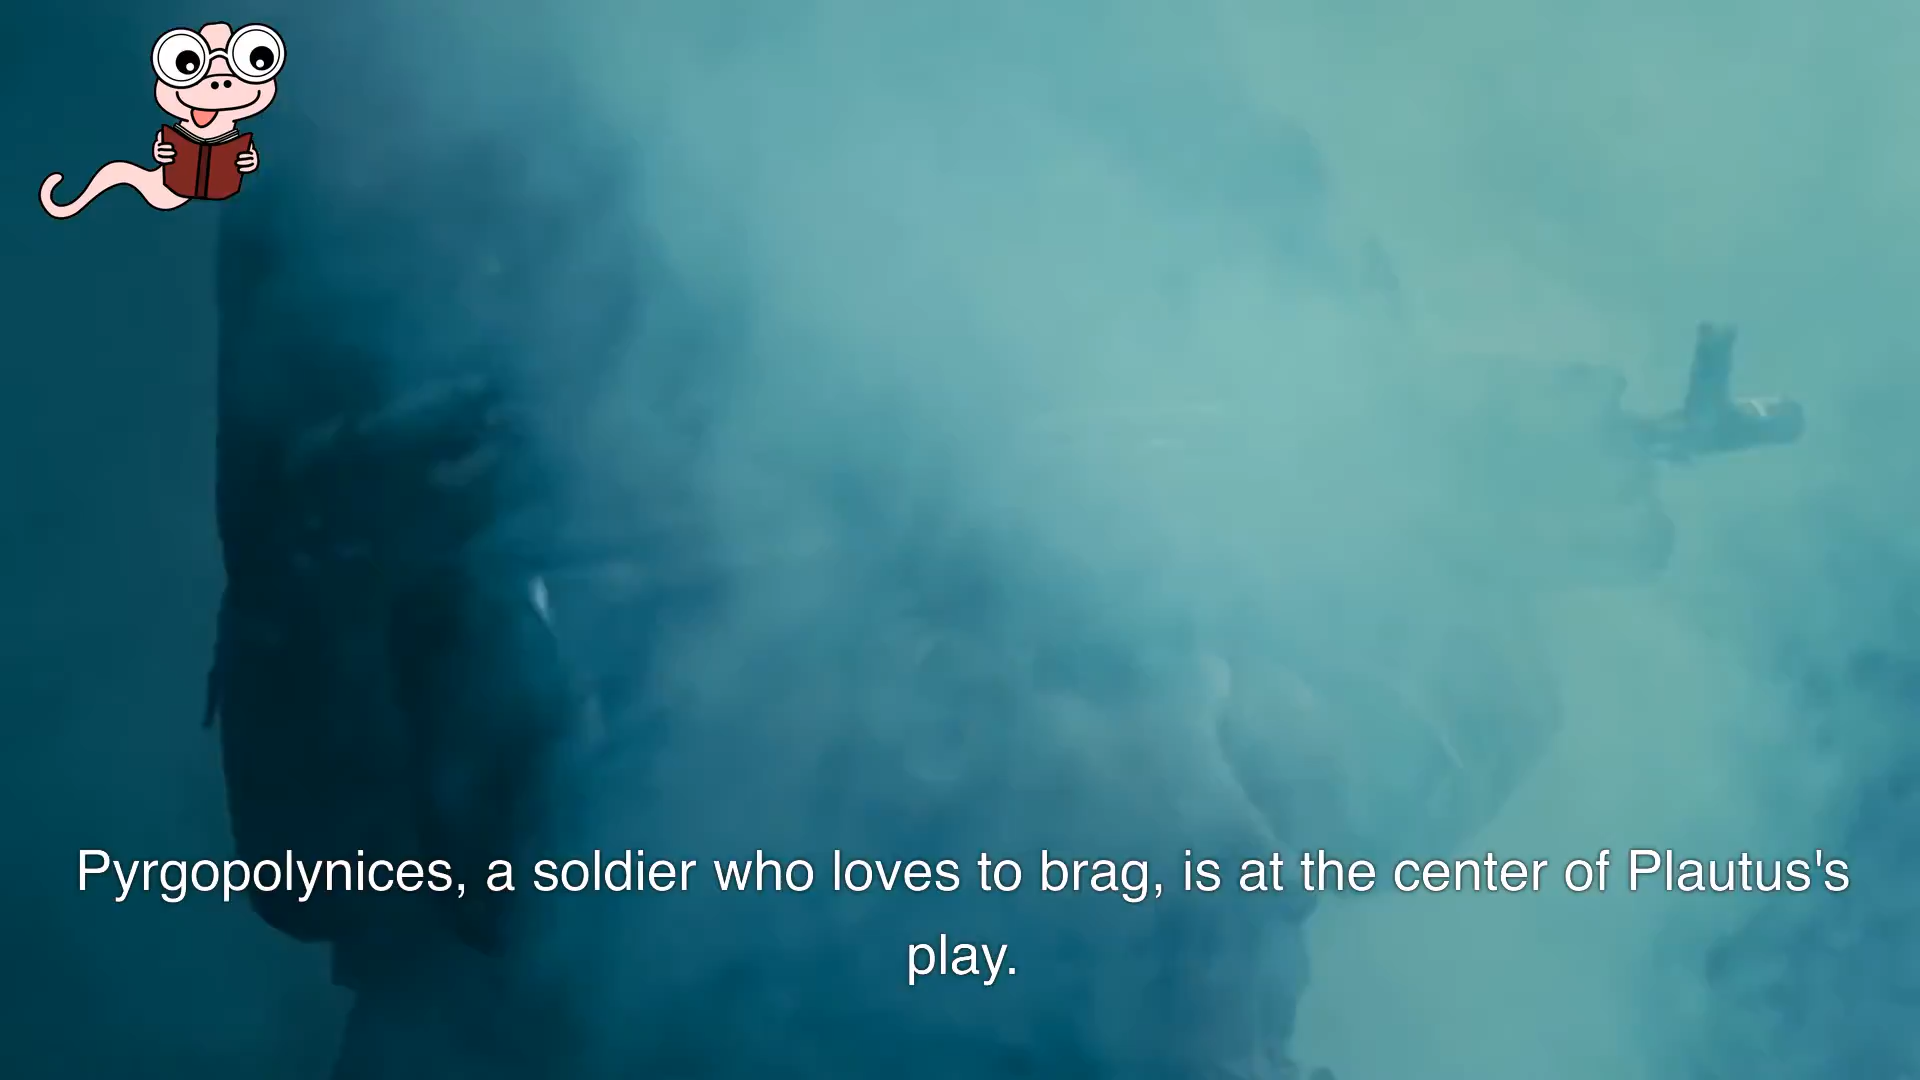 Pyrgopolynices, a soldier who loves to brag, is at the center of Plautus's
play.